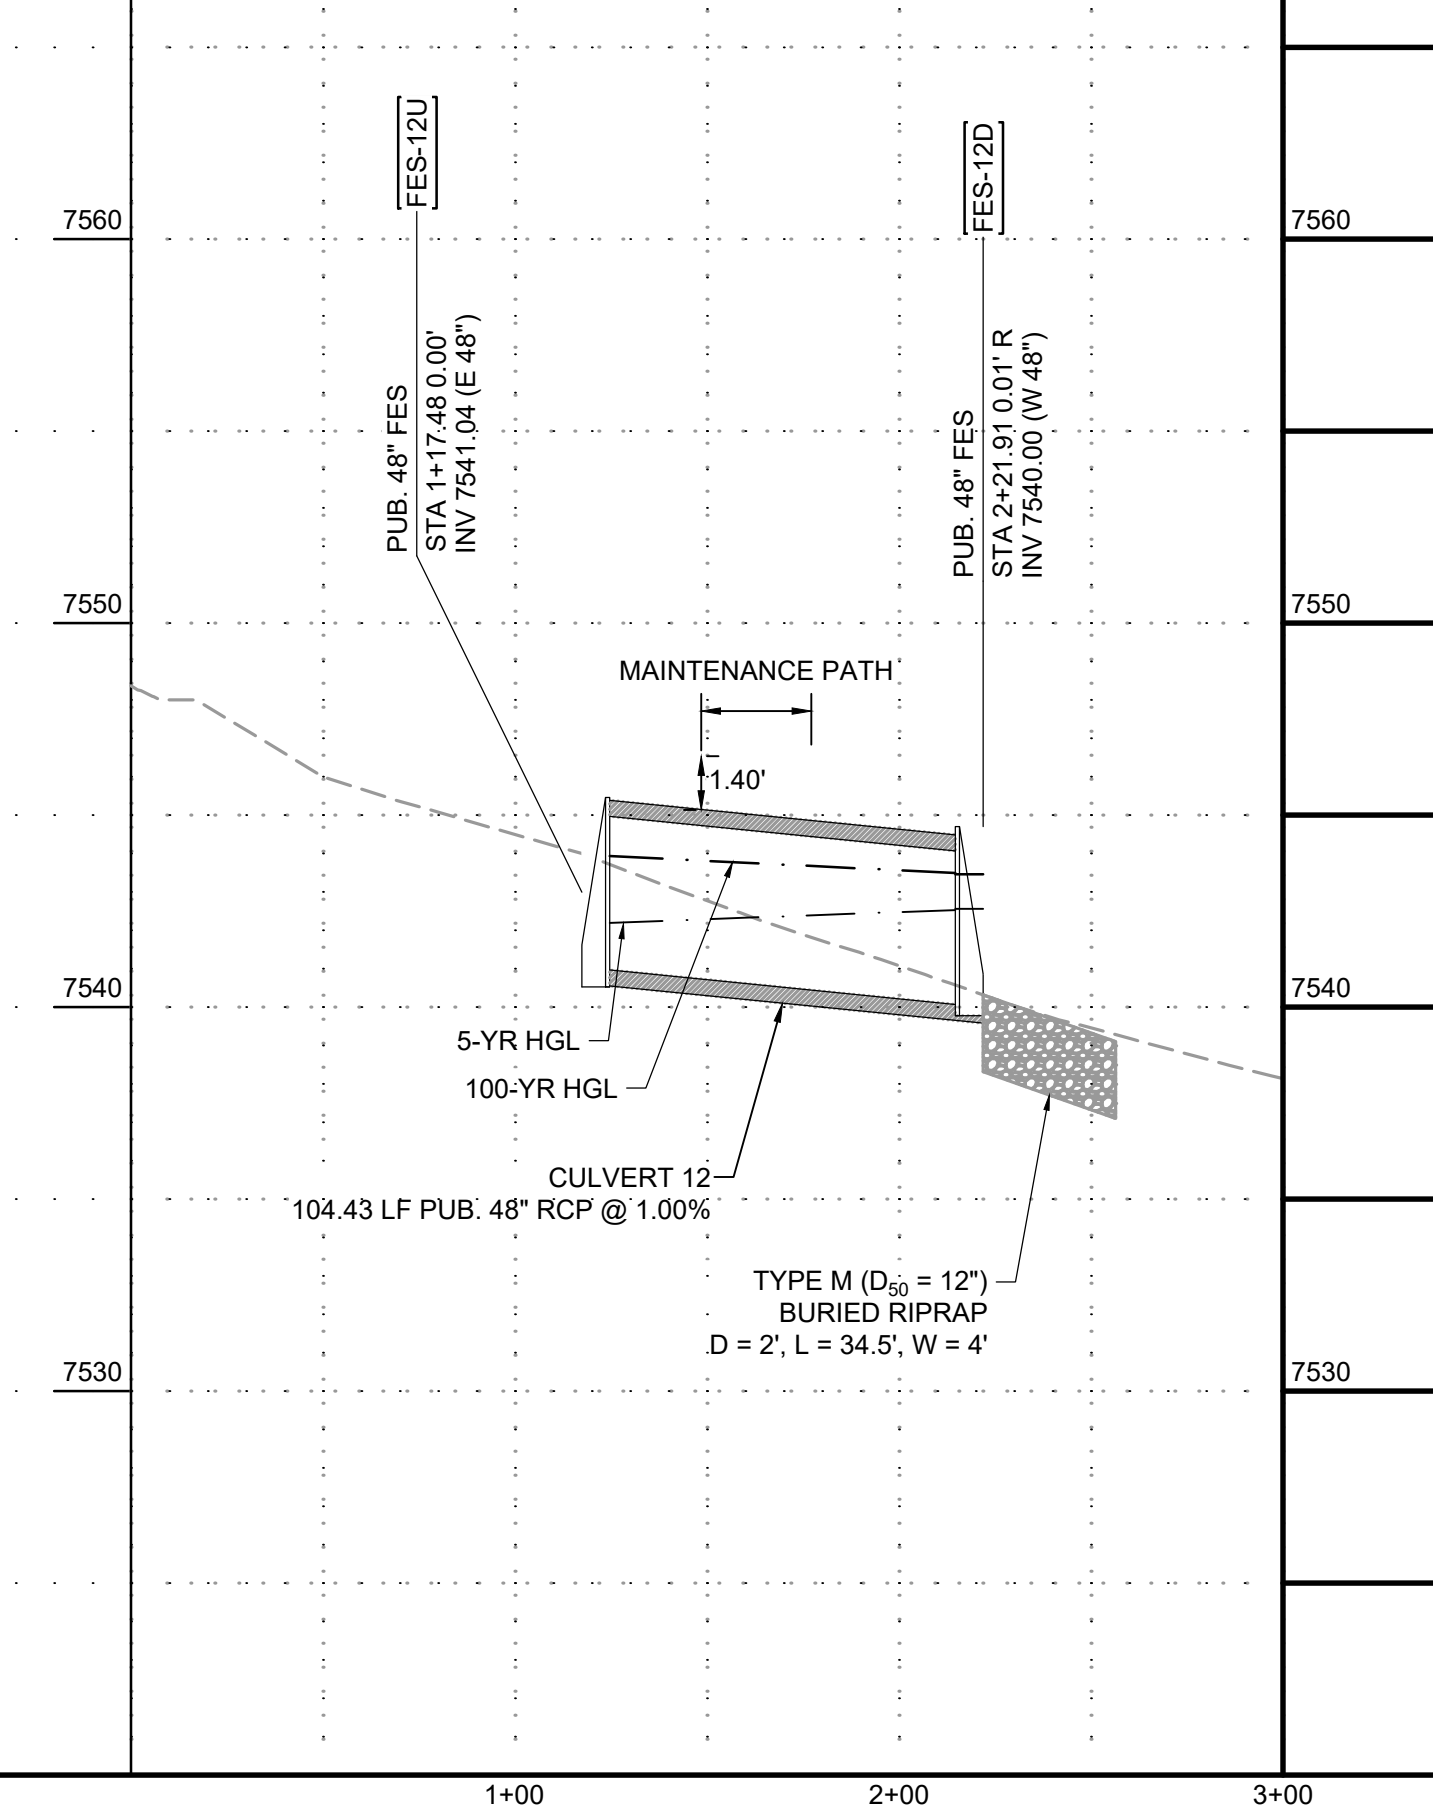 [FES-12U]
[FES-12D]
7560
7560
PUB. 48" FES
STA 1+17.48 0.00'
INV 7541.04 (E 48")
PUB. 48" FES
STA 2+21.91 0.01' R
INV 7540.00 (W 48")
7550
7550
MAINTENANCE PATH
1.40'
7540
7540
5-YR HGL
100-YR HGL
CULVERT 12
104.43 LF PUB. 48" RCP @ 1.00%
TYPE M (D50 = 12")
BURIED RIPRAP
D = 2', L = 34.5', W = 4'
7530
7530
1+00
2+00
3+00